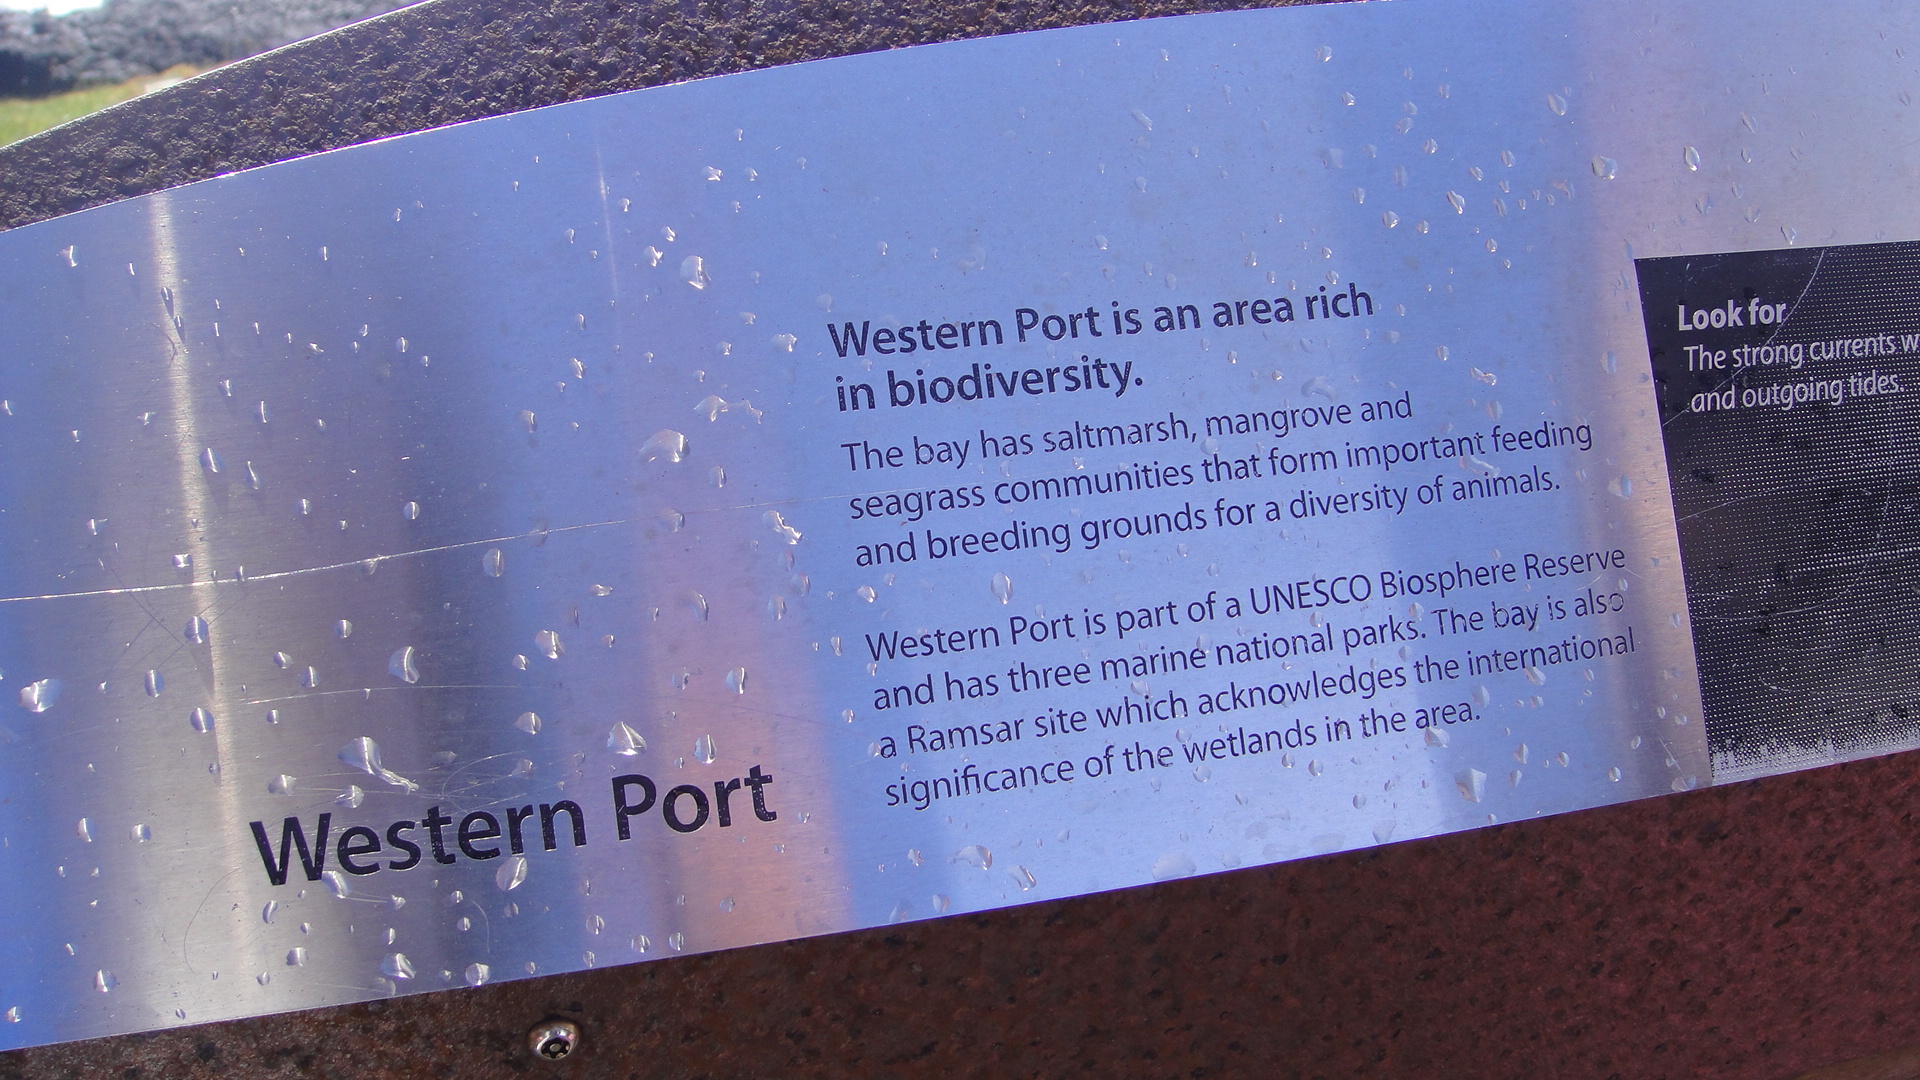 Western Port is an area rich
in biodiversity.
The bay has saltmarsh, mangrove and
seagrass communities that form important feeding
and breeding grounds for a diversity of animals.
Western Port is part of a UNESCO Biosphere Reserve
and has three marine national parks. The bay is also
a Ramsar site which acknowledges the international
significance of the wetlands in the area.
Western Port
Look for
The strong currents
and outgoing tides.